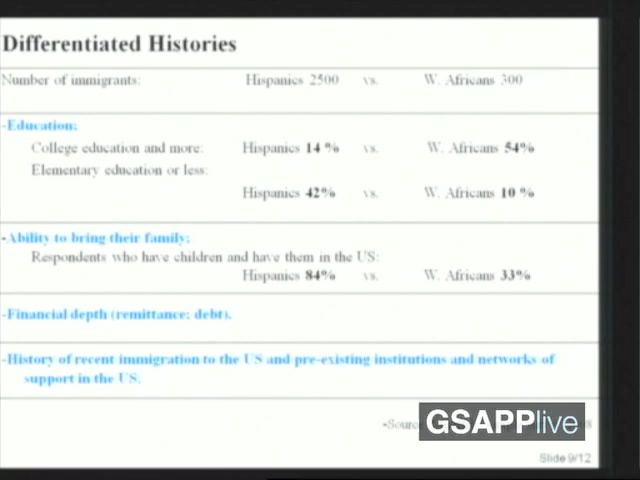 Differentiated Histories
Number of immigrants: Hispanics 2500 vs. W. Africans 300
-Education:
College education and more: Hispanics 14 % vs. W. Africans 54%
Elementary education or less:
Hispanics 42% vs. W. Africans 10 %
-Ability to bring their family:
Respondents who have children and have them in the US:
Hispanics 84% vs. W. Africans 33%
-Financial depth (remittance; debt).
-History of recent immigration to the US and pre-existing institutions and networks of
support in the US:
GSAPPlive
Slide 9/12